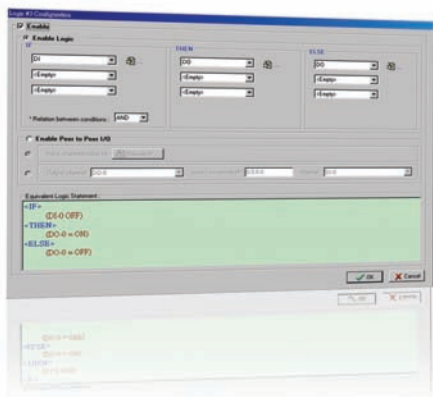 Logic #3 Configuration
Enable
Enable Logic
IF
THEN
ELSE
DI
DO
DO
<Empty>
<Empty>
<Empty>
<Empty>
<Empty>
<Empty>
* Relation between conditions : AND
Enable Peer to Peer I/O
DO-0
Equivalent Logic Statement :
<IF>
(DI-0 OFF)
<THEN>
(DO-0 = ON)
<ELSE>
(DO-0 = OFF)
OK
Cancel